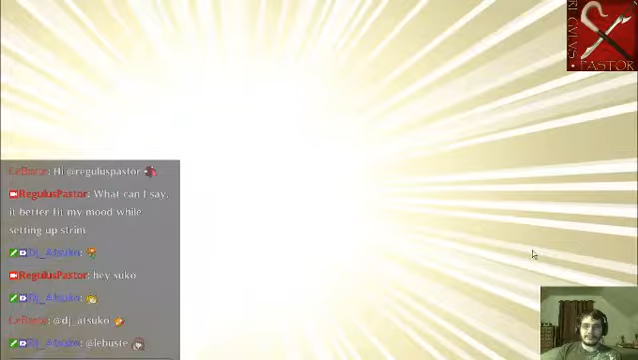 REGVLVS
PASTOR
LeBuste: Hi @reguluspastor
RegulusPastor: What can I say,
it better fit my mood while
setting up strim
Dj_Atsuko:
RegulusPastor: hey suko
Dj_Atsuko:
LeBuste: @dj_atsuko
Dj_Atsuko: @lebuste